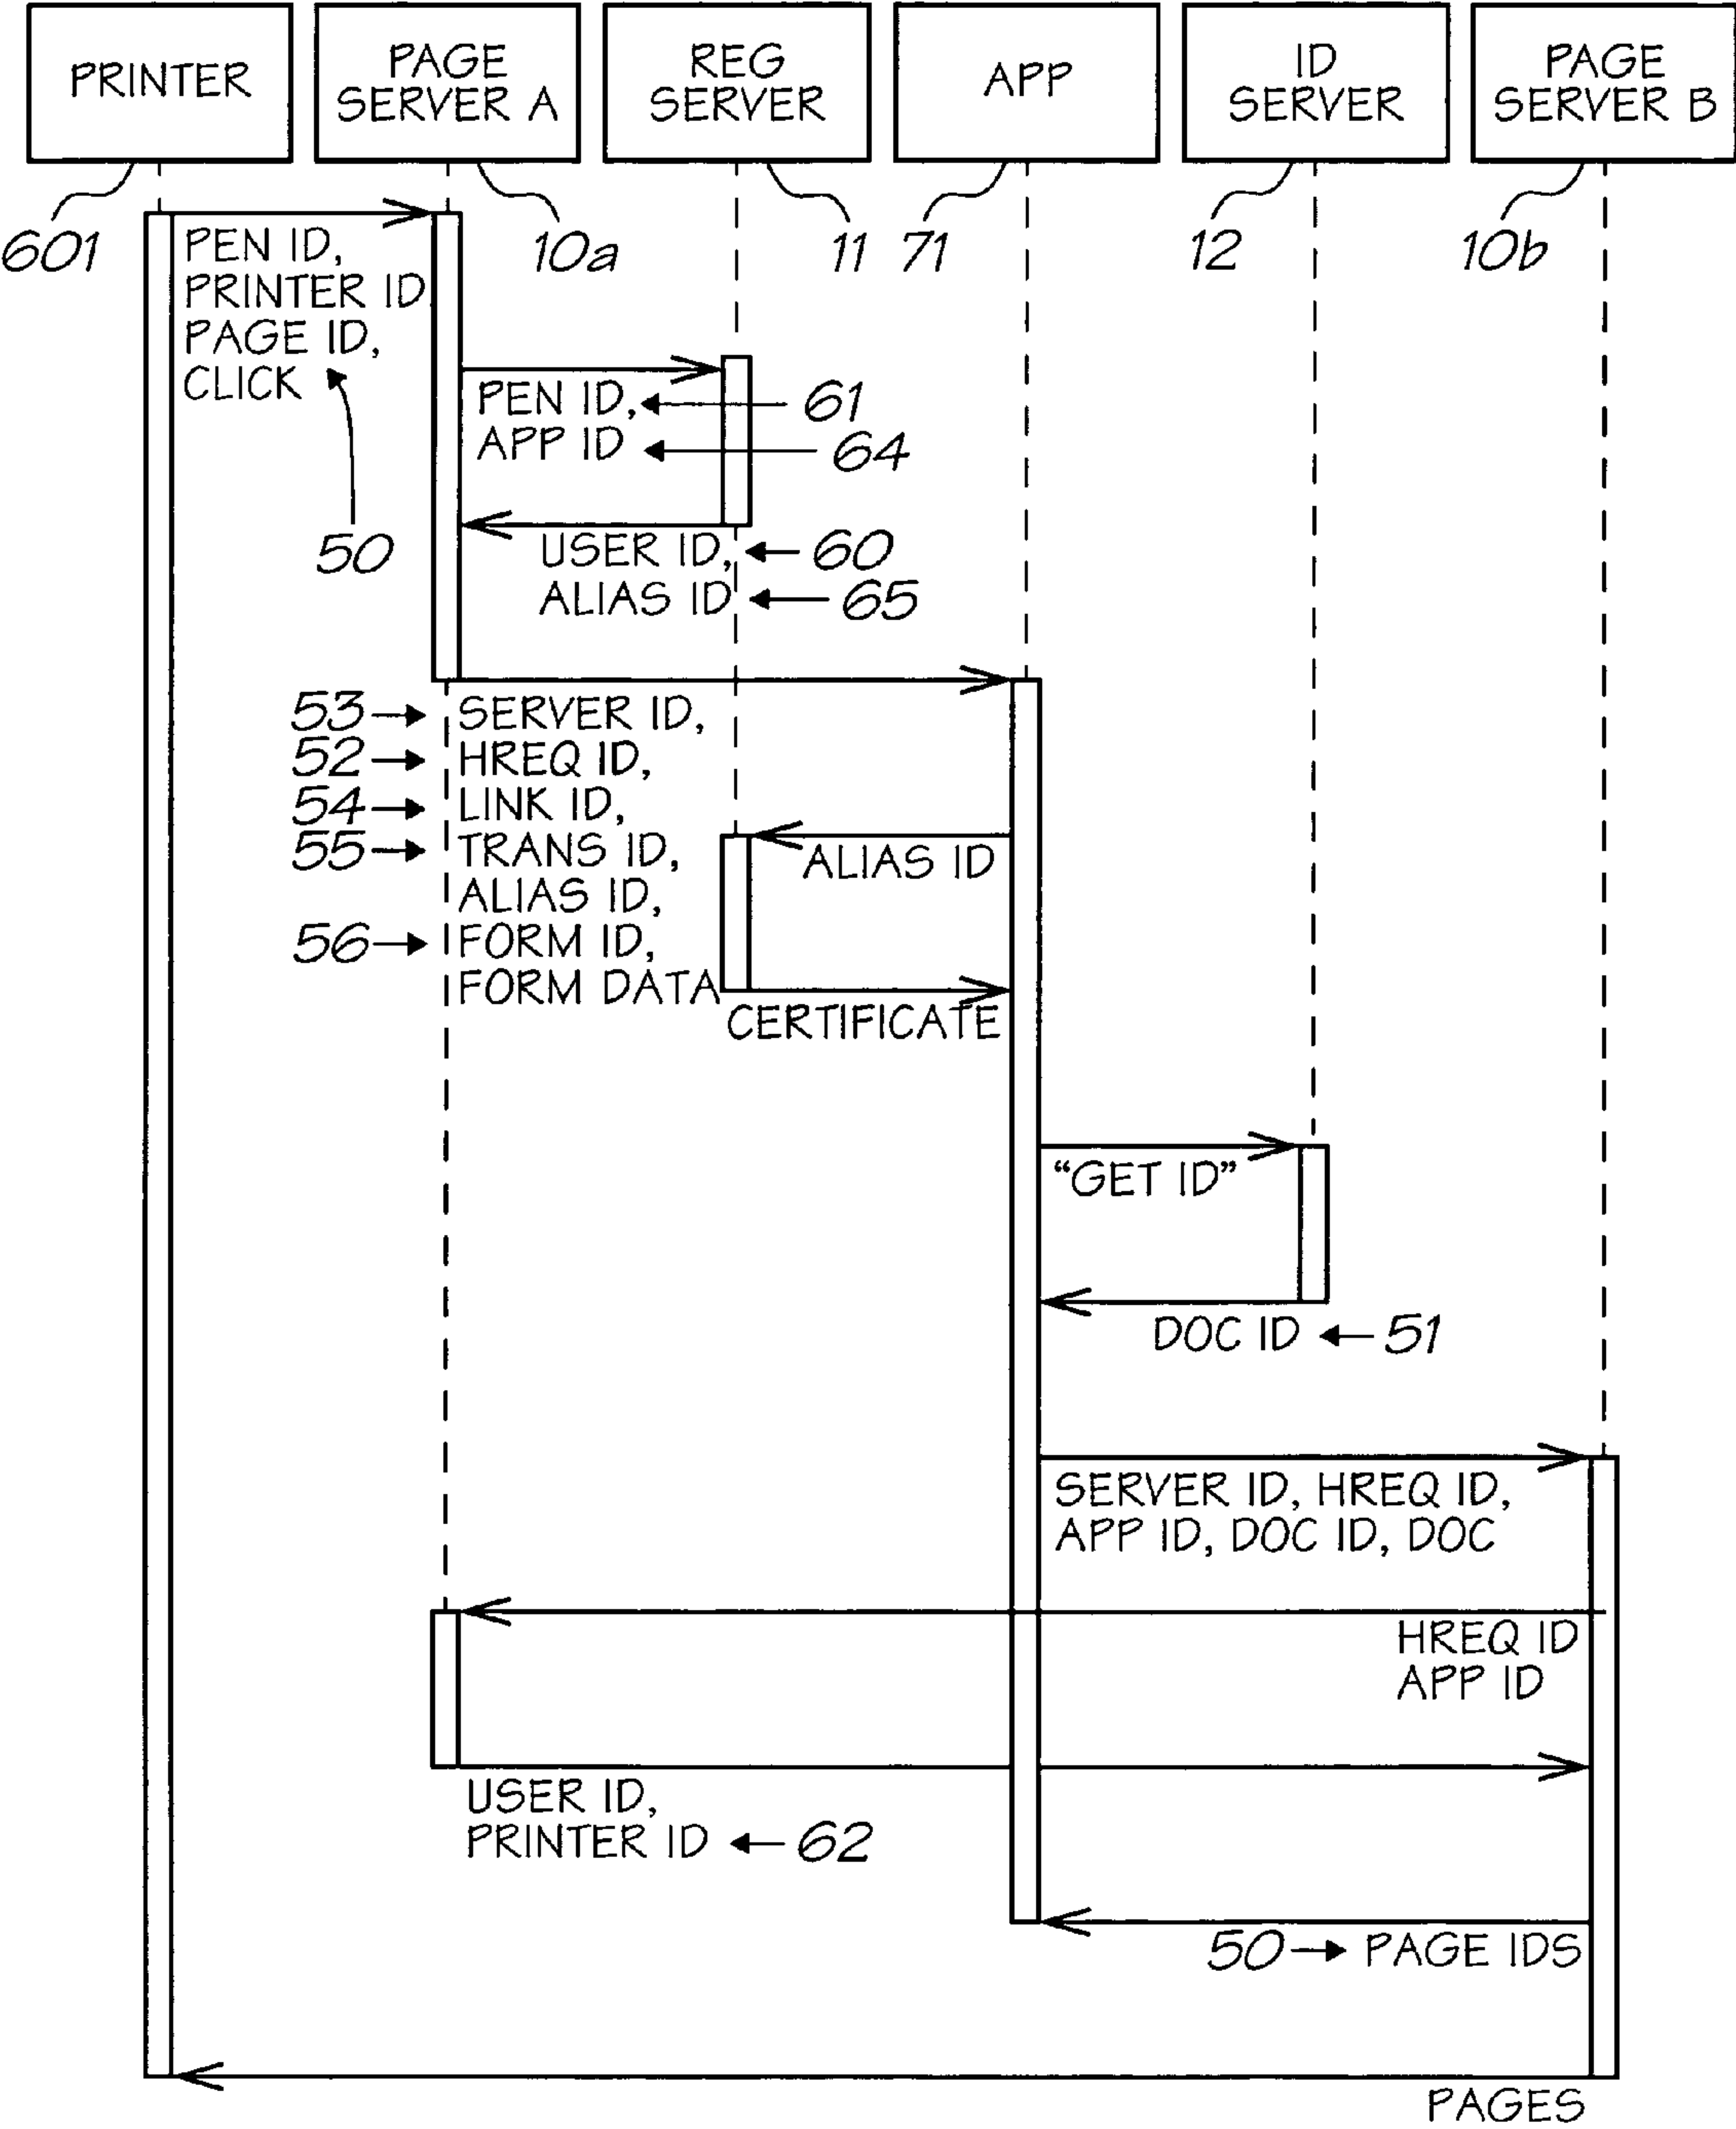 PRINTER
PAGE
SERVER A
REG
SERVER
APP
ID
SERVER
PAGE
SERVER B
601
10a
11
71
12
10b
PEN ID,
PRINTER ID
PAGE ID,
CLICK
50
PEN ID,
61
APP ID
64
USER ID,
60
ALIAS ID
65
53
SERVER ID,
52
HREQ ID,
54
LINK ID,
55
TRANS ID,
ALIAS ID,
56
FORM ID,
FORM DATA
ALIAS ID
CERTIFICATE
“GET ID”
DOC ID
51
SERVER ID, HREQ ID,
APP ID, DOC ID, DOC
HREQ ID
APP ID
USER ID,
PRINTER ID
62
50
PAGE IDS
PAGES